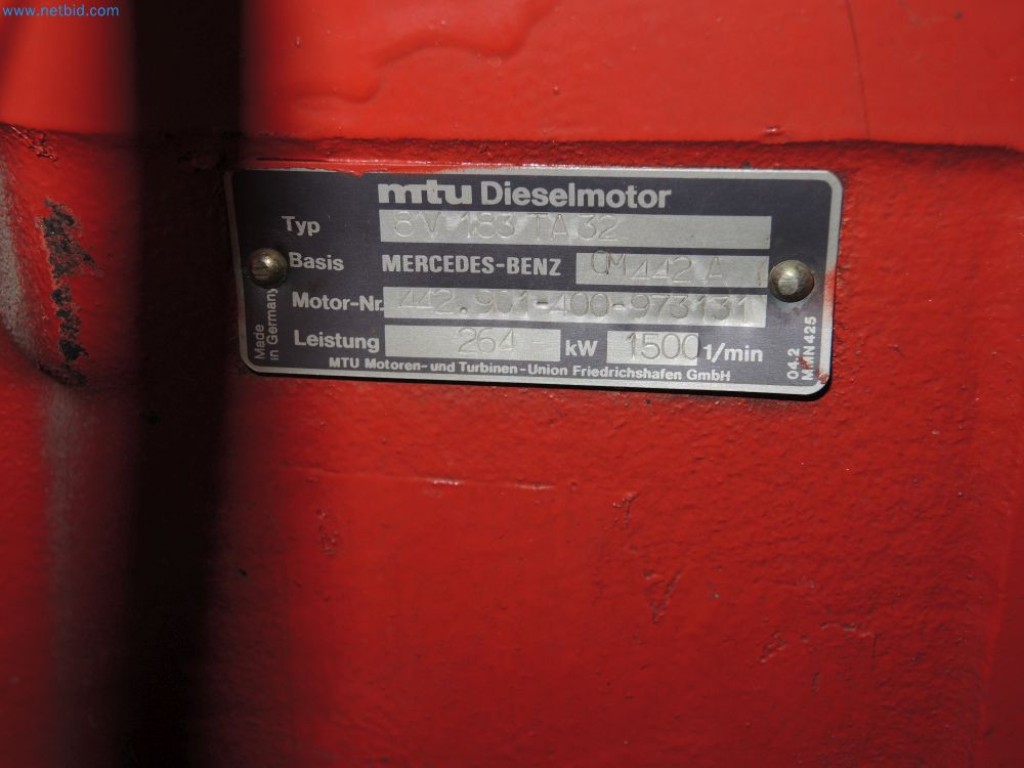 www.netbid.com
mtu Dieselmotor
Typ 8V 183 TA 32
Basis MERCEDES-BENZ OM 442 A
Motor-Nr. 442.901-400-973131
Leistung 264 kW 1500 1/min
MTU Motoren- und Turbinen-Union Friedrichshafen GmbH
Made
in Germany
04.2
MMN425